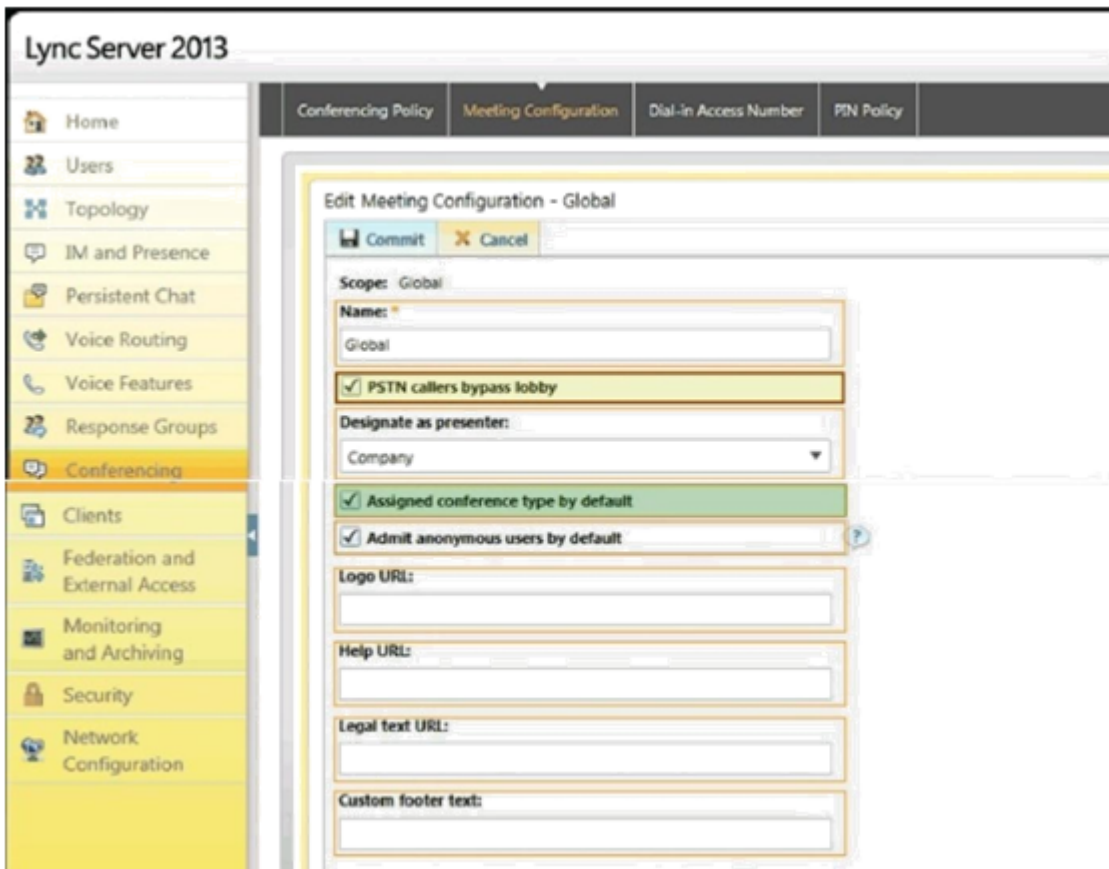 Lync Server 2013
Home
Users
Topology
IM and Presence
Persistent Chat
Voice Routing
Voice Features
Response Groups
Conferencing
Clients
Federation and
External Access
Monitoring
and Archiving
Security
Network
Configuration
Conferencing Policy
Meeting Configuration
Dial-in Access Number
PIN Policy
Edit Meeting Configuration - Global
Commit
Cancel
Scope: Global
Name: *
Global
PSTN callers bypass lobby
Designate as presenter:
Company
Assigned conference type by default
Admit anonymous users by default
?
Logo URL:
Help URL:
Legal text URL:
Custom footer text: